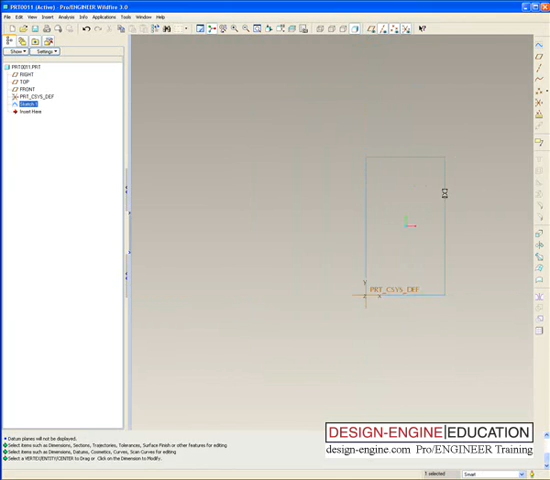 PRT0011 (Active) Pro/ENGINEER Wildfire 3.0
File Edit View Insert Analysis Info Applications Tools Window Help
Show Settings
PRT0011.PRT
RIGHT
TOP
FRONT
PRT_CSYS_DEF
Sketch 1
Insert Here
Y
PRT_CSYS_DEF
Datum planes will not be displayed.
Select items such as Dimensions, Sections, Trajectories, Tolerances, Surface Finish or other features for editing
Select items such as Dimensions, Datums, Cosmetics, Curves, Scan Curves for editing
Select a VERTEX/ENTITY/CENTER to Drag or Click on the Dimension to Modify.
DESIGN-ENGINE|EDUCATION
design-engine.com Pro/ENGINEER Training
1 selected Smart